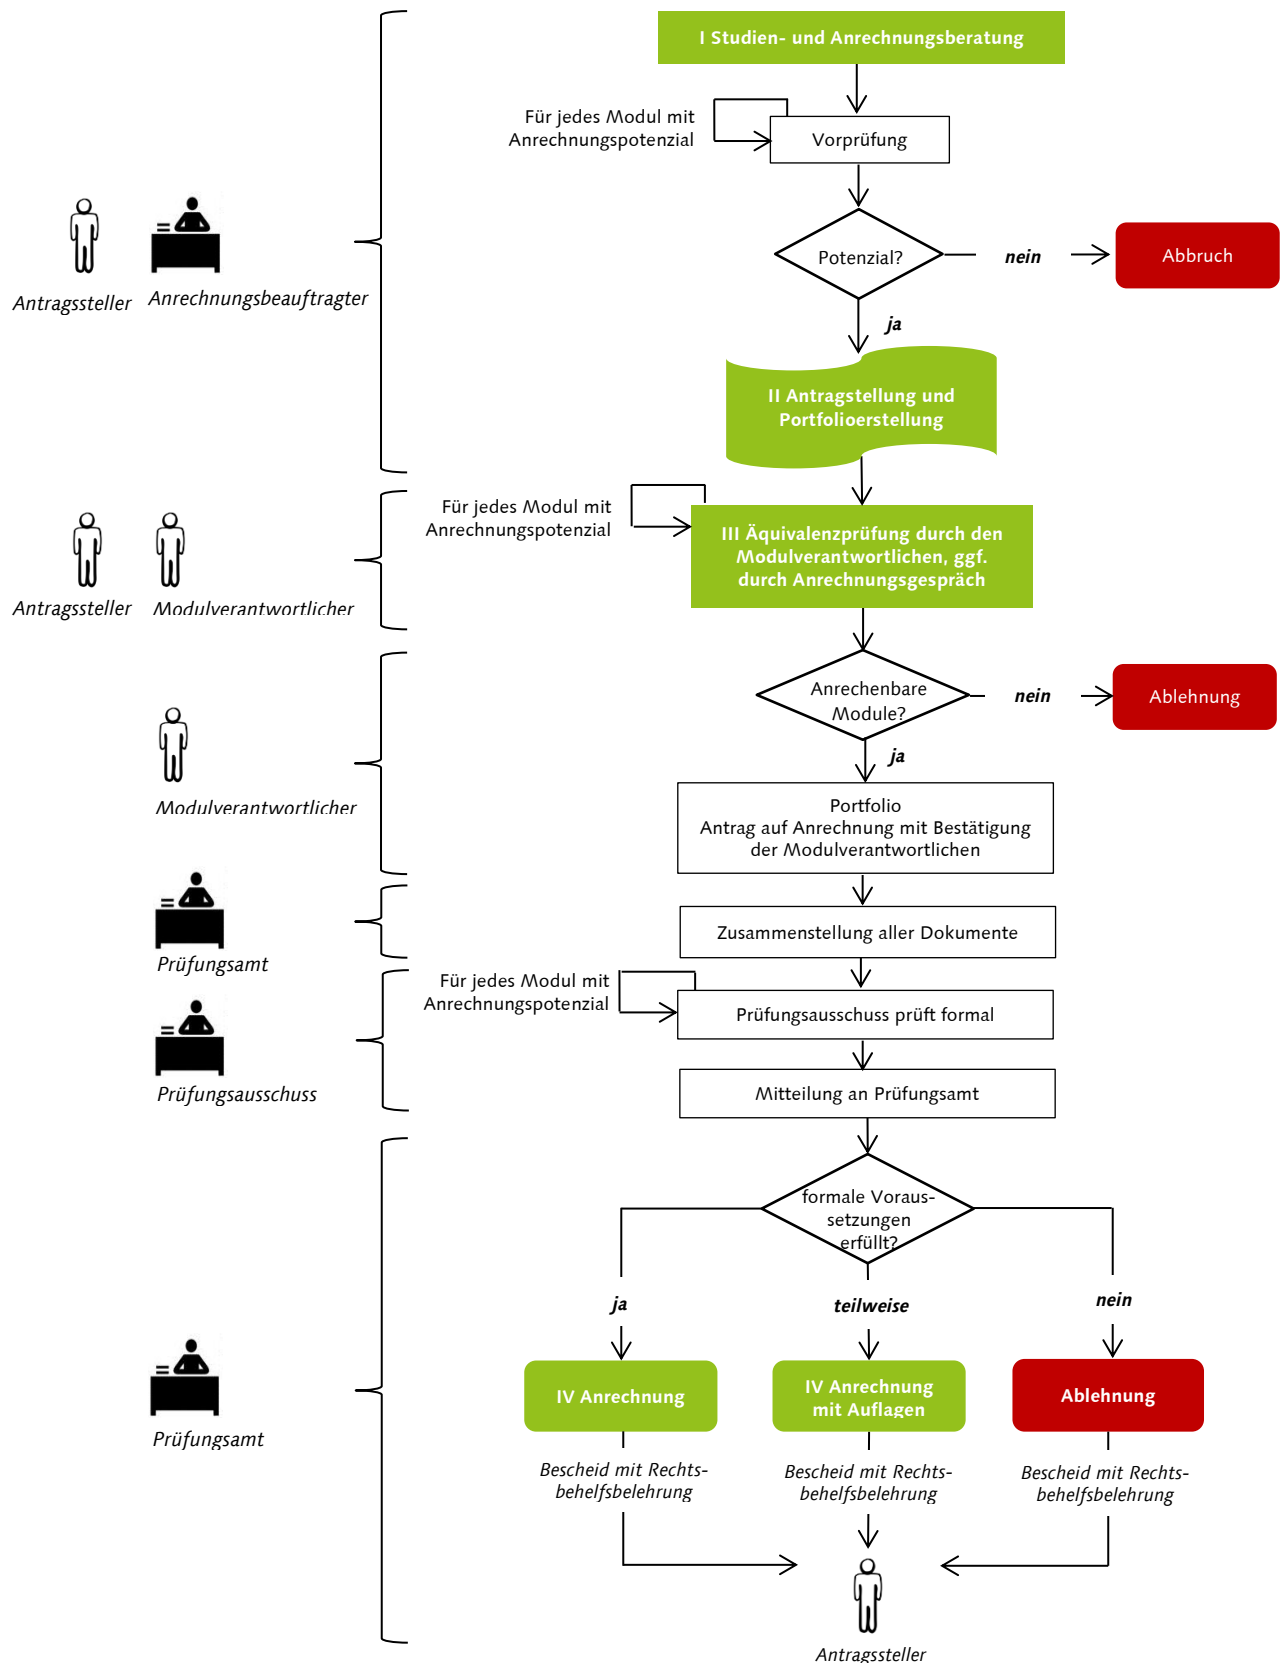 I Studien- und Anrechnungsberatung
Für jedes Modul mit
Anrechnungspotenzial
Vorprüfung
Potenzial?
nein
Abbruch
ja
Antragssteller
Anrechnungsbeauftragter
II Antragstellung und
Portfolioerstellung
Für jedes Modul mit
Anrechnungspotenzial
III Äquivalenzprüfung durch den
Modulverantwortlichen, ggf.
durch Anrechnungsgespräch
Antragssteller
Modulverantwortlicher
Anrechenbare
Module?
nein
Ablehnung
ja
Modulverantwortlicher
Portfolio
Antrag auf Anrechnung mit Bestätigung
der Modulverantwortlichen
Zusammenstellung aller Dokumente
Prüfungsamt
Für jedes Modul mit
Anrechnungspotenzial
Prüfungsausschuss prüft formal
Prüfungsausschuss
Mitteilung an Prüfungsamt
formale Voraus-
setzungen
erfüllt?
ja
teilweise
nein
IV Anrechnung
IV Anrechnung
mit Auflagen
Ablehnung
Prüfungsamt
Bescheid mit Rechts-
behelfsbelehrung
Bescheid mit Rechts-
behelfsbelehrung
Bescheid mit Rechts-
behelfsbelehrung
Antragssteller